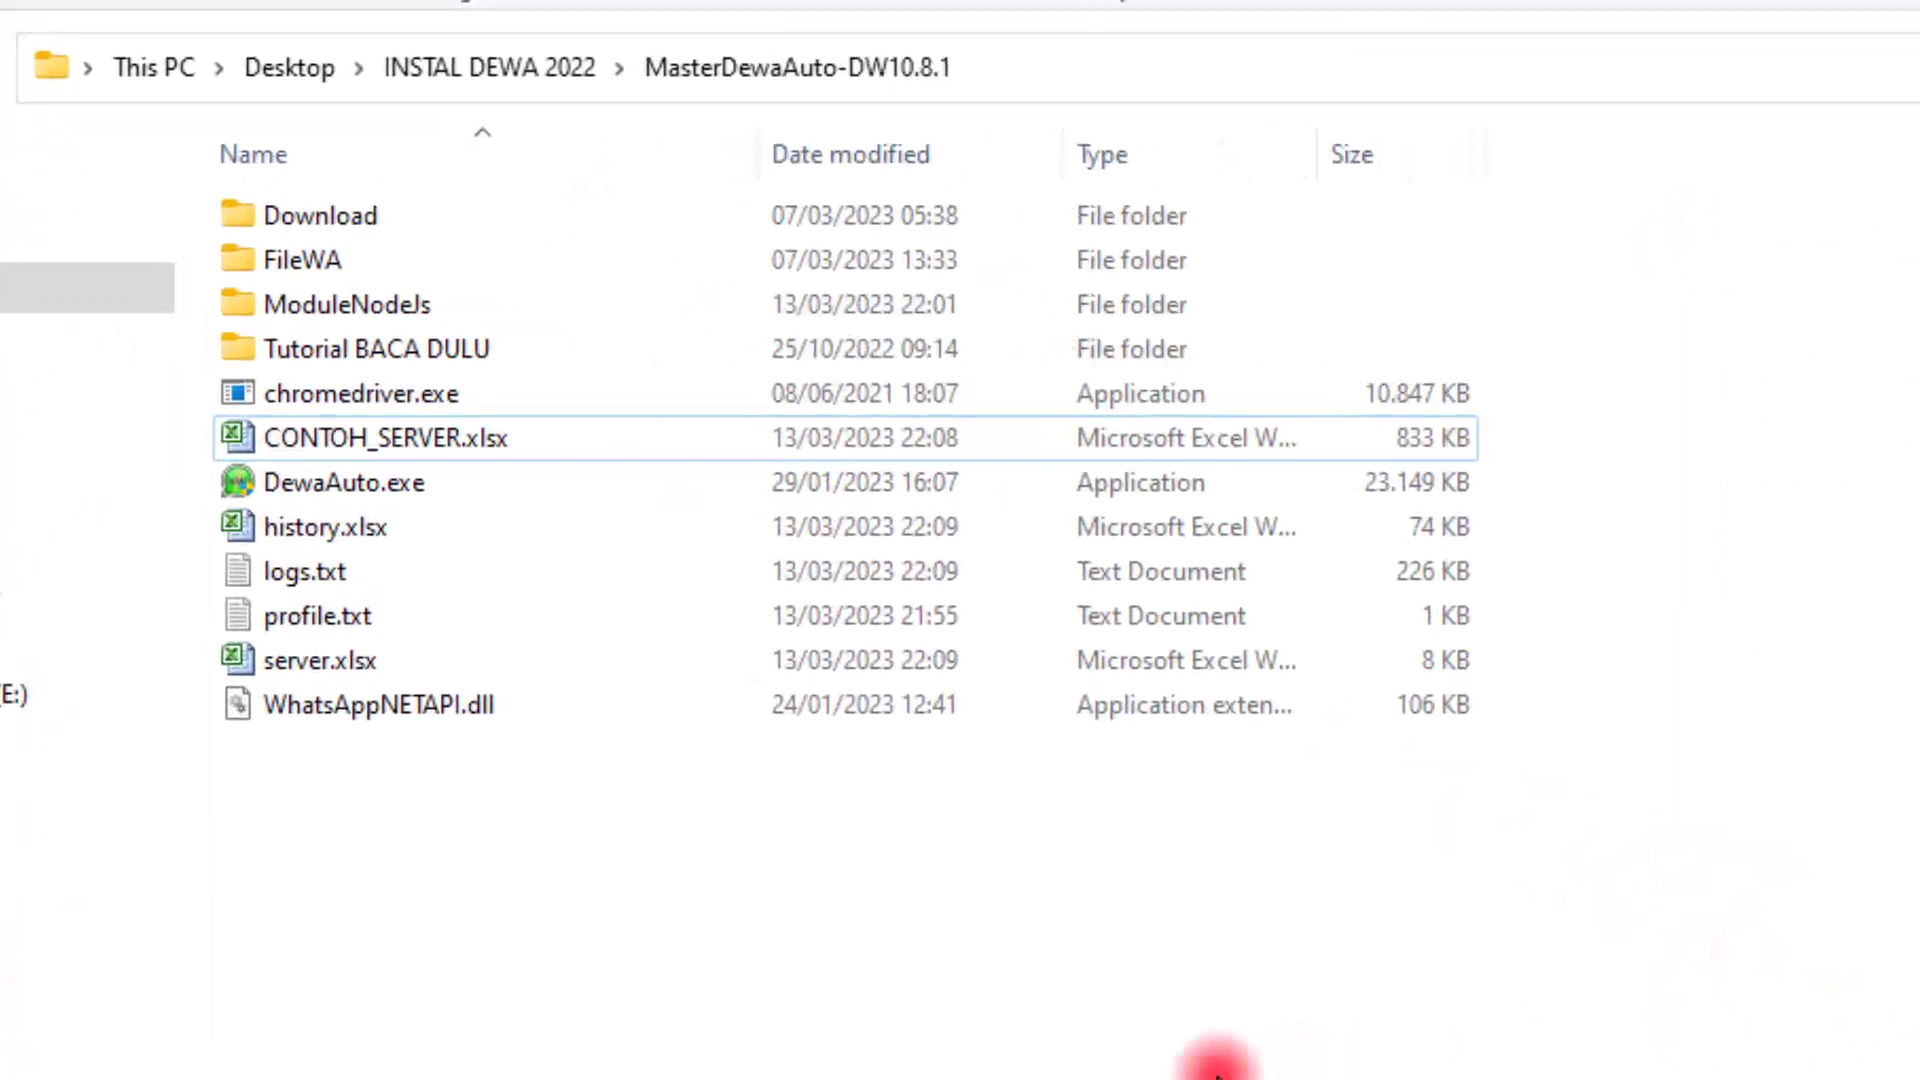 This PC > Desktop > INSTAL DEWA 2022 > MasterDewaAuto-DW10.8.1
Name Date modified Type Size
Download 07/03/2023 05:38 File folder
FileWA 07/03/2023 13:33 File folder
ModuleNodeJs 13/03/2023 22:01 File folder
Tutorial BACA DULU 25/10/2022 09:14 File folder
chromedriver.exe 08/06/2021 18:07 Application 10.847 KB
CONTOH_SERVER.xlsx 13/03/2023 22:08 Microsoft Excel W... 833 KB
DewaAuto.exe 29/01/2023 16:07 Application 23.149 KB
history.xlsx 13/03/2023 22:09 Microsoft Excel W... 74 KB
logs.txt 13/03/2023 22:09 Text Document 226 KB
profile.txt 13/03/2023 21:55 Text Document 1 KB
server.xlsx 13/03/2023 22:09 Microsoft Excel W... 8 KB
(E:)
WhatsAppNETAPI.dll 24/01/2023 12:41 Application exten... 106 KB